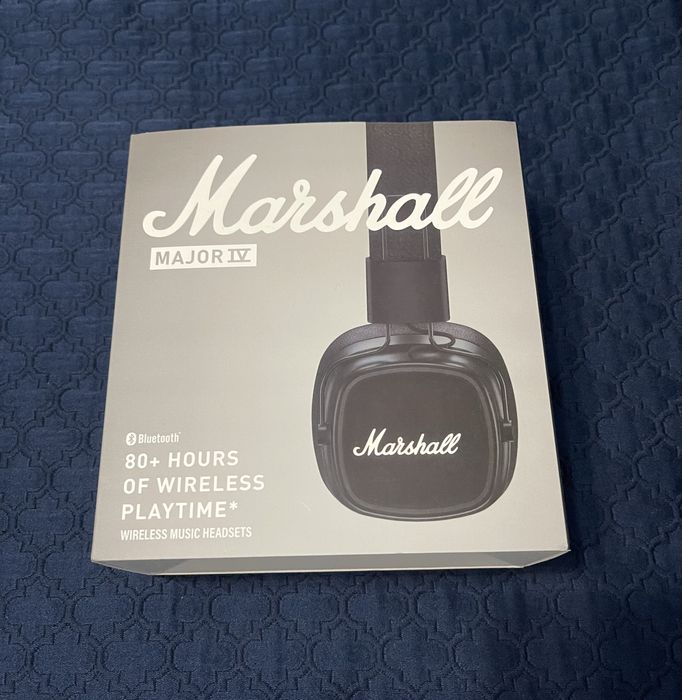 Marshall
MAJOR IV
Bluetooth
80+ HOURS
OF WIRELESS
PLAYTIME*
WIRELESS MUSIC HEADSETS
Marshall